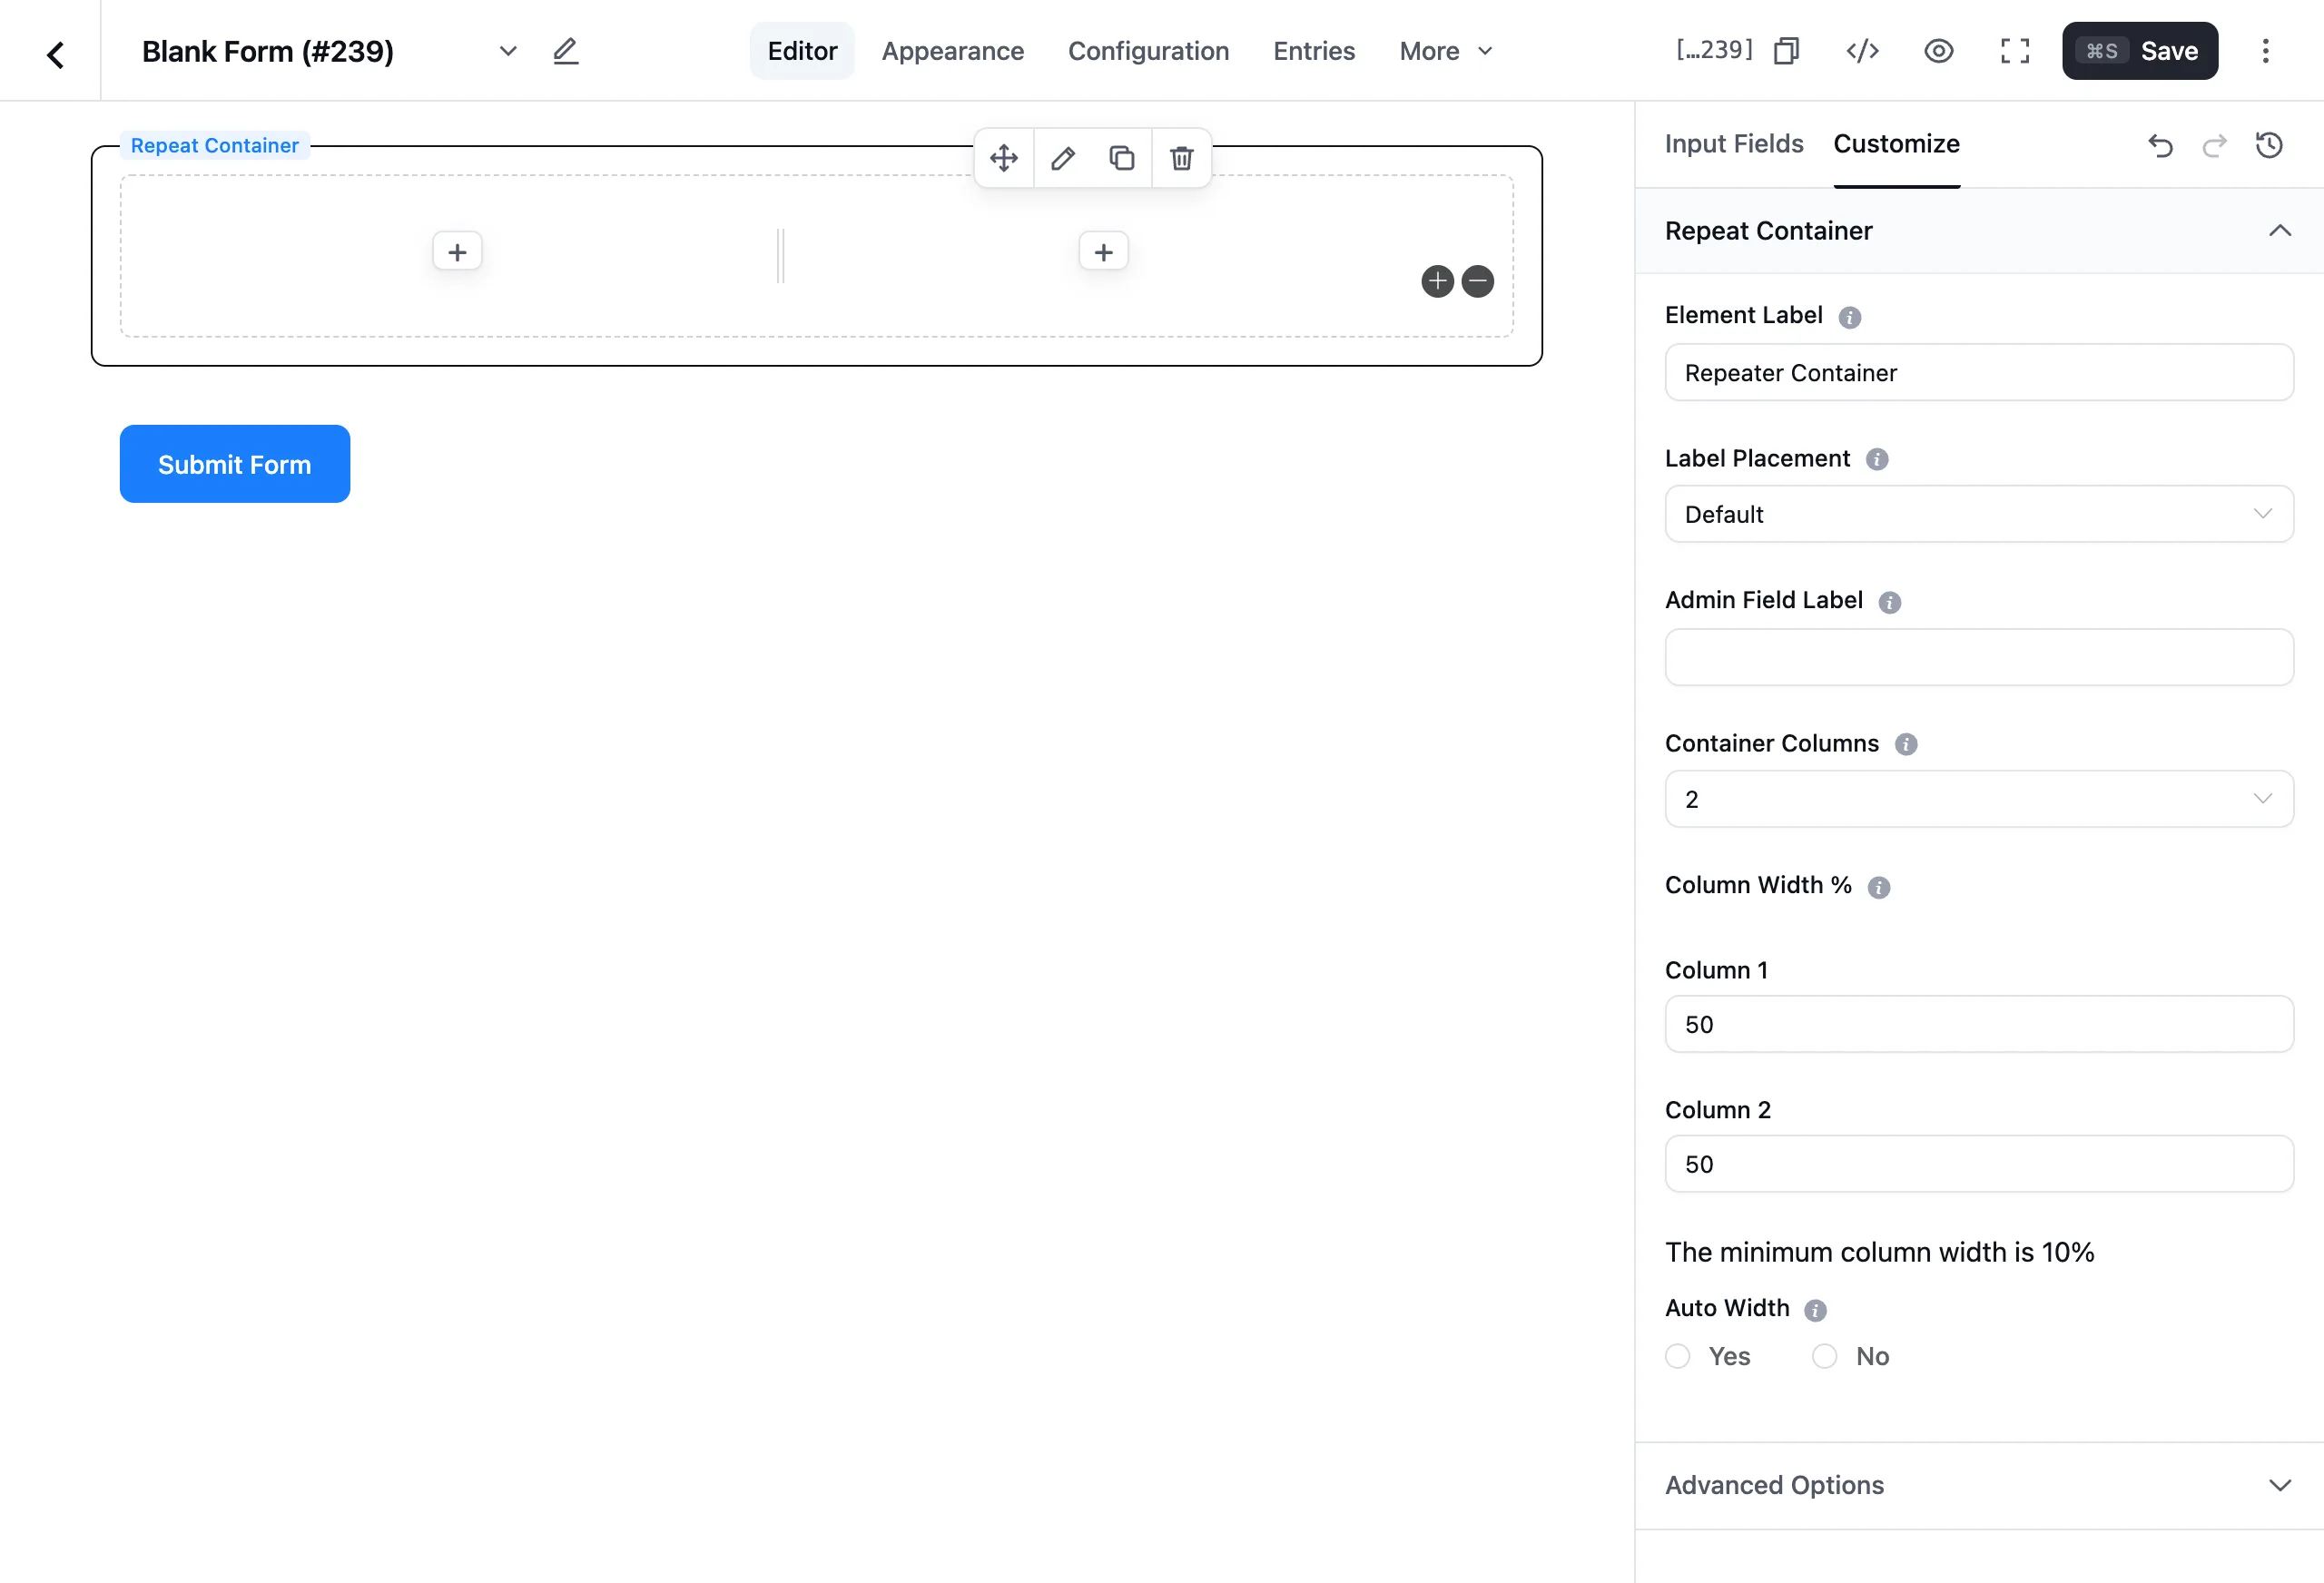 Blank Form (#239)
Editor
Appearance
Configuration
Entries
More
[…239]
⌘S Save
Repeat Container
Submit Form
Input Fields
Customize
Repeat Container
Element Label
Repeater Container
Label Placement
Default
Admin Field Label
Container Columns
2
Column Width %
Column 1
50
Column 2
50
The minimum column width is 10%
Auto Width
Yes
No
Advanced Options